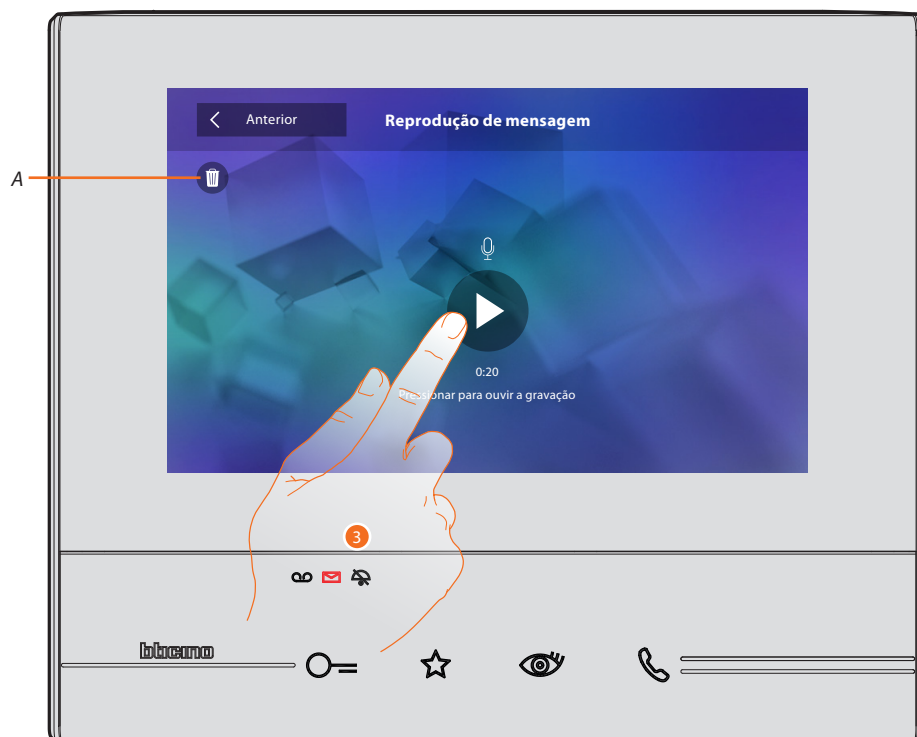 Anterior
Reprodução de mensagem
A
0:20
Pressionar para ouvir a gravação
3
bticino